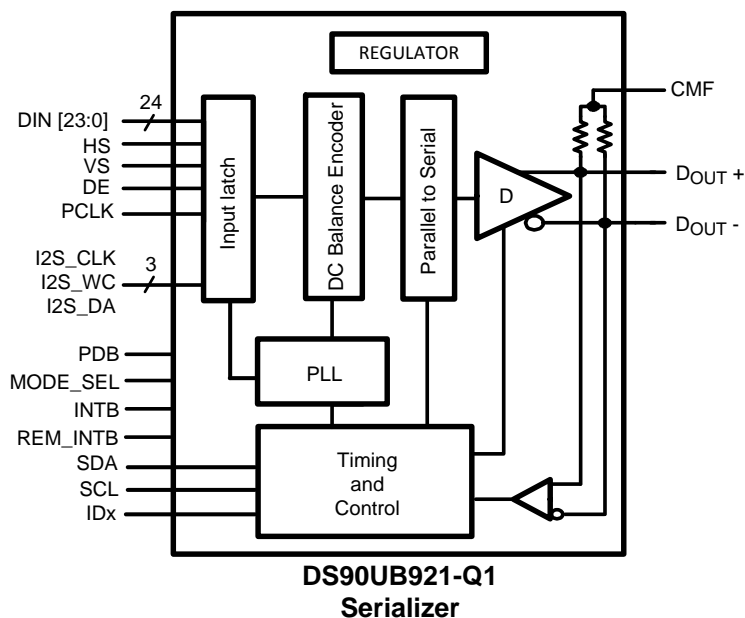 REGULATOR
CMF
DIN [23:0]
24
HS
VS
DE
PCLK
I2S_CLK
I2S_WC
3
I2S_DA
Input latch
DC Balance Encoder
Parallel to Serial
D
DOUT +
DOUT -
PDB
MODE_SEL
INTB
REM_INTB
SDA
SCL
IDx
PLL
Timing
and
Control
DS90UB921-Q1
Serializer